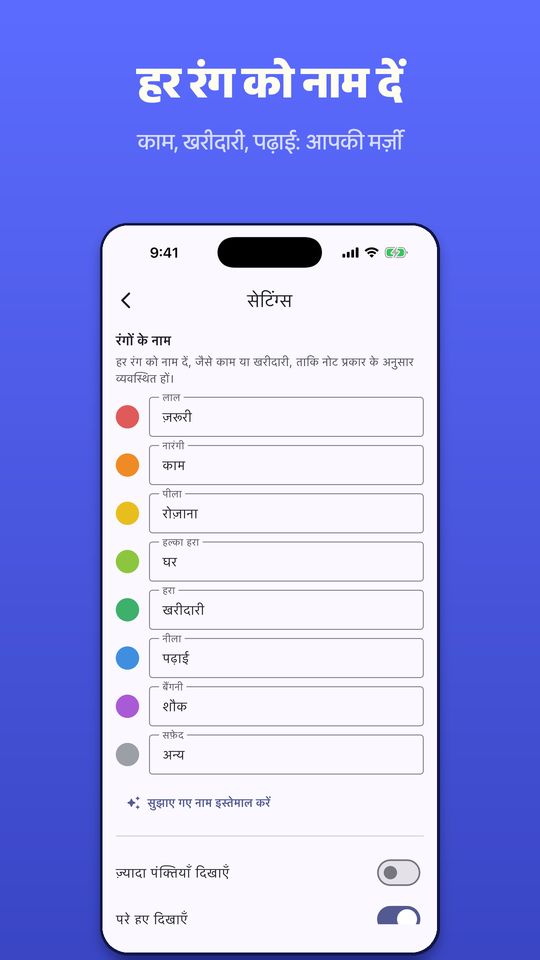 हर रंग को नाम दें
काम, खरीदारी, पढ़ाई: आपकी मर्ज़ी
9:41
सेटिंग्स
रंगों के नाम
हर रंग को नाम दें, जैसे काम या खरीदारी, ताकि नोट प्रकार के अनुसार
व्यवस्थित हों।
लाल
ज़रूरी
नारंगी
काम
पीला
रोज़ाना
हल्का हरा
घर
हरा
खरीदारी
नीला
पढ़ाई
बैंगनी
शौक
सफ़ेद
अन्य
सुझाए गए नाम इस्तेमाल करें
ज़्यादा पंक्तियाँ दिखाएँ
पूरे हुए दिखाएँ